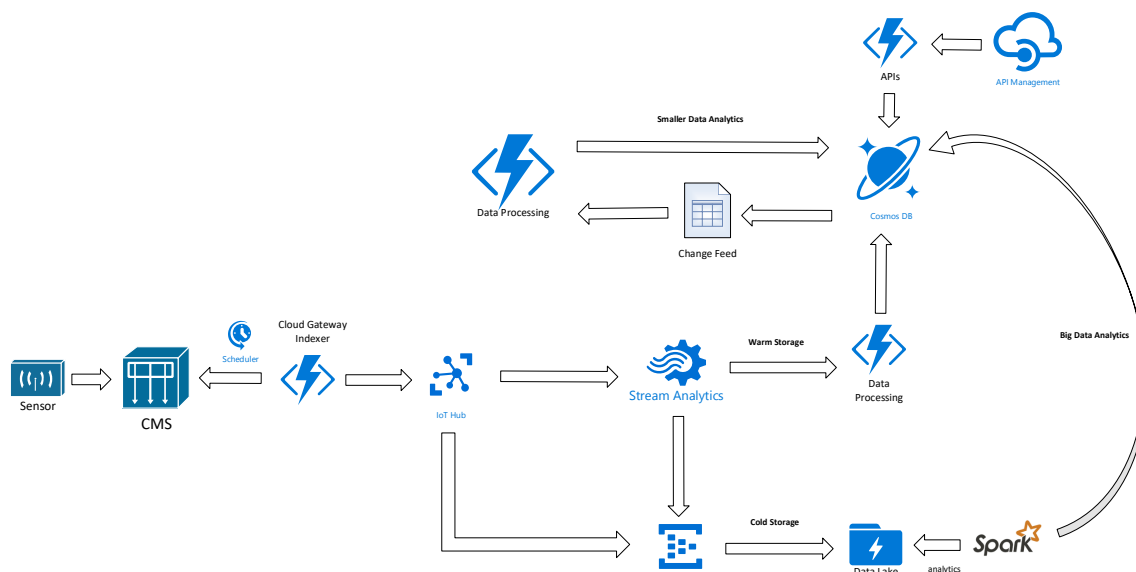 APIs
API Management
Smaller Data Analytics
Data Processing
Change Feed
Cosmos DB
Cloud Gateway
Indexer
Scheduler
Sensor
CMS
IoT Hub
Stream Analytics
Warm Storage
Data
Processing
Big Data Analytics
Cold Storage
Data Lake
analytics
Spark